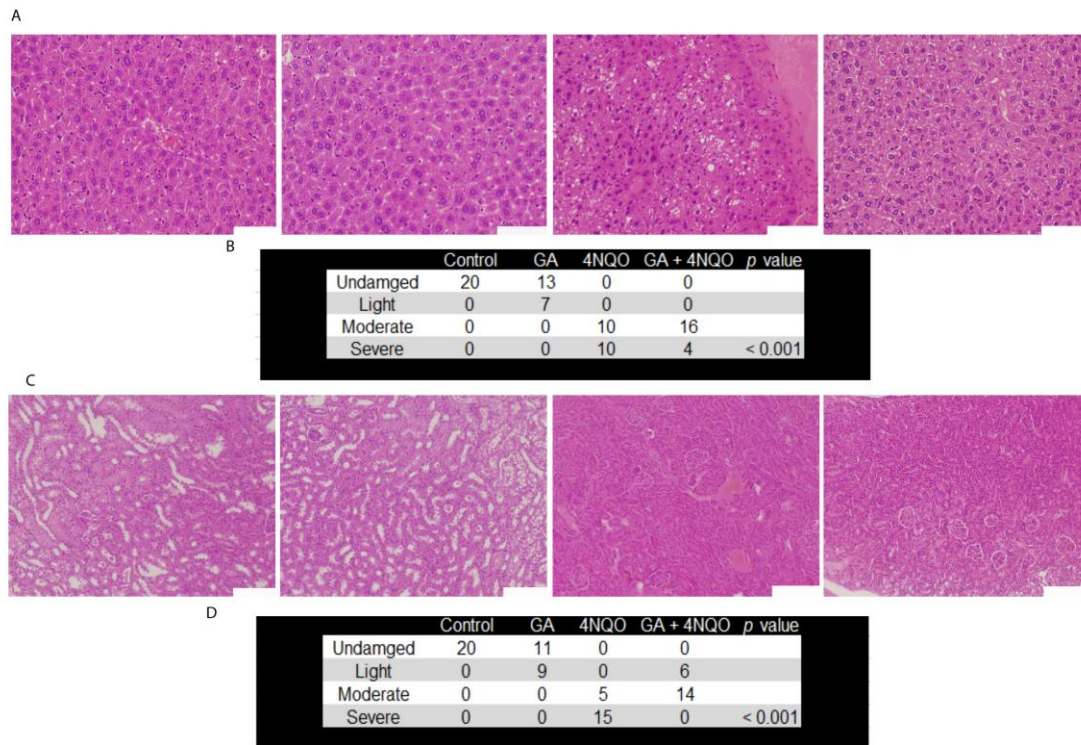 A
B
Control GA 4NQO GA + 4NQO p value
Undamged 20 13 0 0
Light 0 7 0 0
Moderate 0 0 10 16
Severe 0 0 10 4 < 0.001
C
D
Control GA 4NQO GA + 4NQO p value
Undamged 20 11 0 0
Light 0 9 0 6
Moderate 0 0 5 14
Severe 0 0 15 0 < 0.001